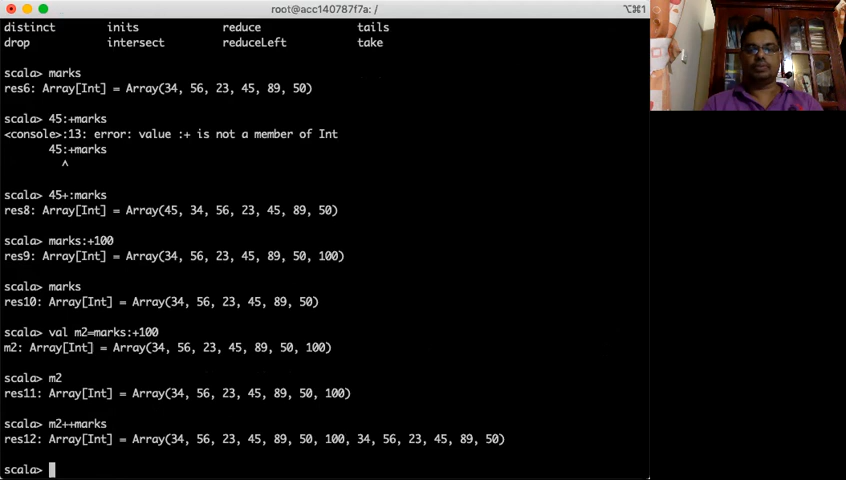 root@acc140787f7a: /
⌥⌘1
distinct inits reduce tails
drop intersect reduceLeft take
scala> marks
res6: Array[Int] = Array(34, 56, 23, 45, 89, 50)
scala> 45:+marks
<console>:13: error: value :+ is not a member of Int
45:+marks
^
scala> 45+:marks
res8: Array[Int] = Array(45, 34, 56, 23, 45, 89, 50)
scala> marks:+100
res9: Array[Int] = Array(34, 56, 23, 45, 89, 50, 100)
scala> marks
res10: Array[Int] = Array(34, 56, 23, 45, 89, 50)
scala> val m2=marks:+100
m2: Array[Int] = Array(34, 56, 23, 45, 89, 50, 100)
scala> m2
res11: Array[Int] = Array(34, 56, 23, 45, 89, 50, 100)
scala> m2++marks
res12: Array[Int] = Array(34, 56, 23, 45, 89, 50, 100, 34, 56, 23, 45, 89, 50)
scala>